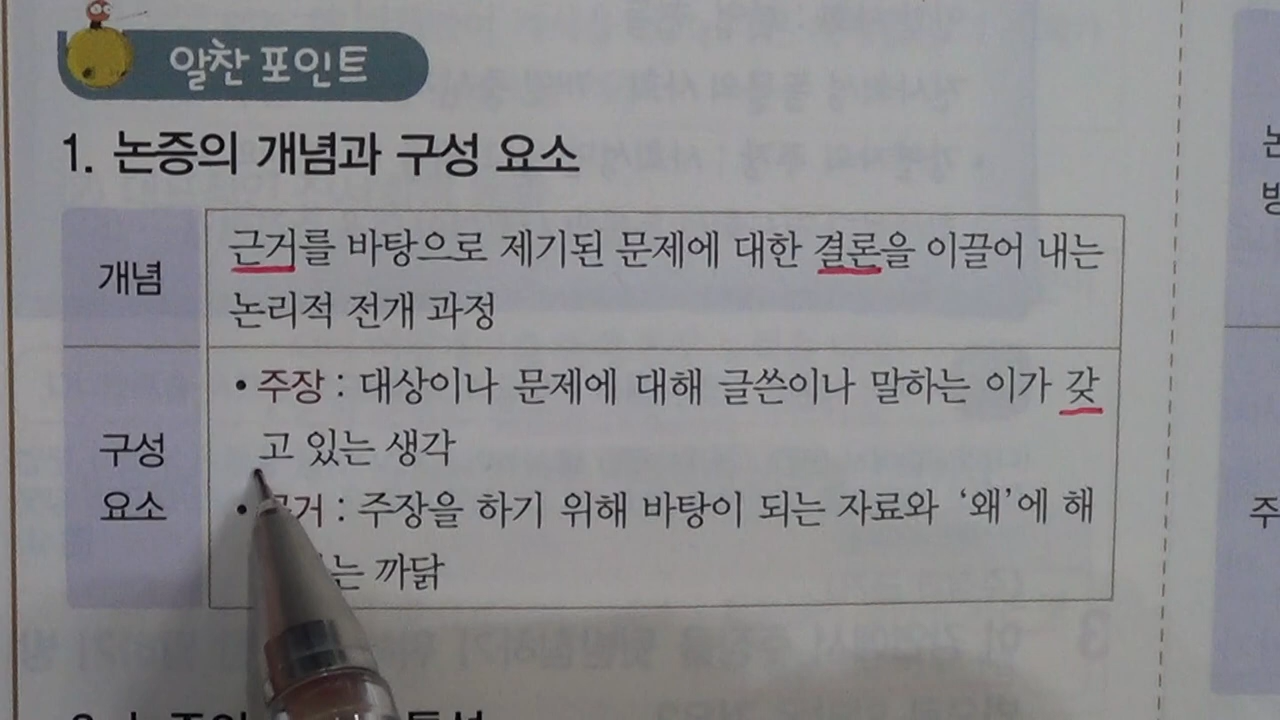 알찬 포인트
1. 논증의 개념과 구성 요소
개념
근거를 바탕으로 제기된 문제에 대한 결론을 이끌어 내는
논리적 전개 과정
구성
요소
• 주장 : 대상이나 문제에 대해 글쓴이나 말하는 이가 갖
고 있는 생각
• : 주장을 하기 위해 바탕이 되는 자료와 ‘왜’에 해
까닭
주